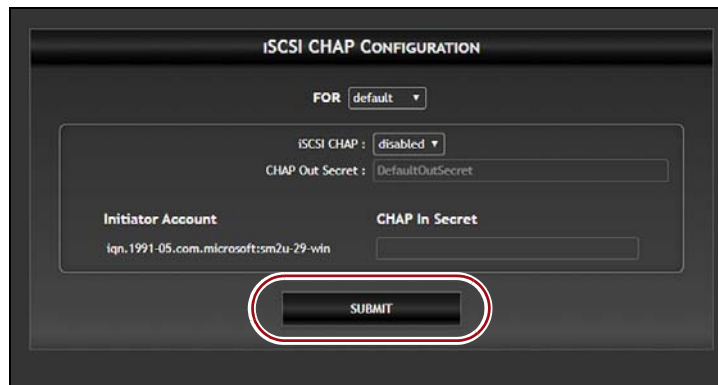 iSCSI CHAP CONFIGURATION
FOR default
iSCSI CHAP : disabled
CHAP Out Secret : DefaultOutSecret
Initiator Account CHAP In Secret
iqn.1991-05.com.microsoft:sm2u-29-win
SUBMIT